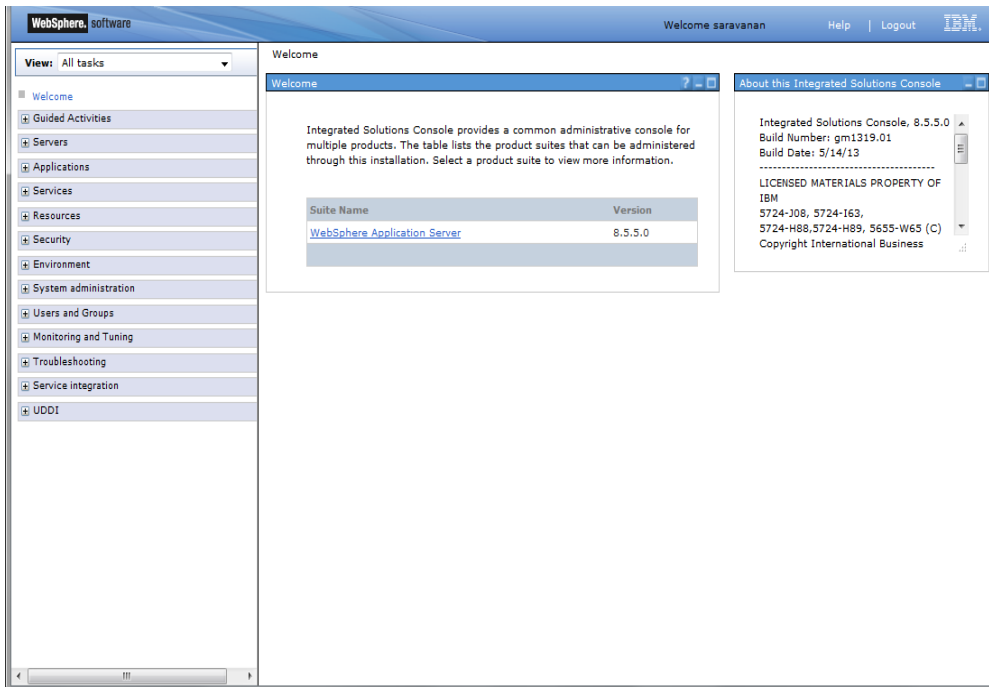 WebSphere. software
Welcome saravanan
Help | Logout
IBM.
View: All tasks
Welcome
Guided Activities
Servers
Applications
Services
Resources
Security
Environment
System administration
Users and Groups
Monitoring and Tuning
Troubleshooting
Service integration
UDDI
Welcome
Welcome
Integrated Solutions Console provides a common administrative console for
multiple products. The table lists the product suites that can be administered
through this installation. Select a product suite to view more information.
Suite Name Version
WebSphere Application Server 8.5.5.0
About this Integrated Solutions Console
Integrated Solutions Console, 8.5.5.0
Build Number: gm1319.01
Build Date: 5/14/13
----------------------------------
LICENSED MATERIALS PROPERTY OF
IBM
5724-J08, 5724-I63,
5724-H88,5724-H89, 5655-W65 (C)
Copyright International Business